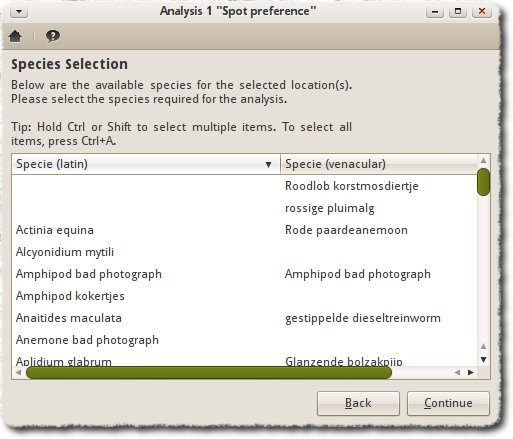 Analysis 1 "Spot preference"
Species Selection
Below are the available species for the selected location(s).
Please select the species required for the analysis.
Tip: Hold Ctrl or Shift to select multiple items. To select all
items, press Ctrl+A.
Specie (latin) Specie (venacular)
Roodlob korstmosdiertje
rossige pluimalg
Actinia equina Rode paardeanemoon
Alcyonidium mytili
Amphipod bad photograph Amphipod bad photograph
Amphipod kokertjes
Anaitides maculata gestippelde dieseltreinworm
Anemone bad photograph
Aplidium glabrum Glanzende bolzakpijp
Back Continue